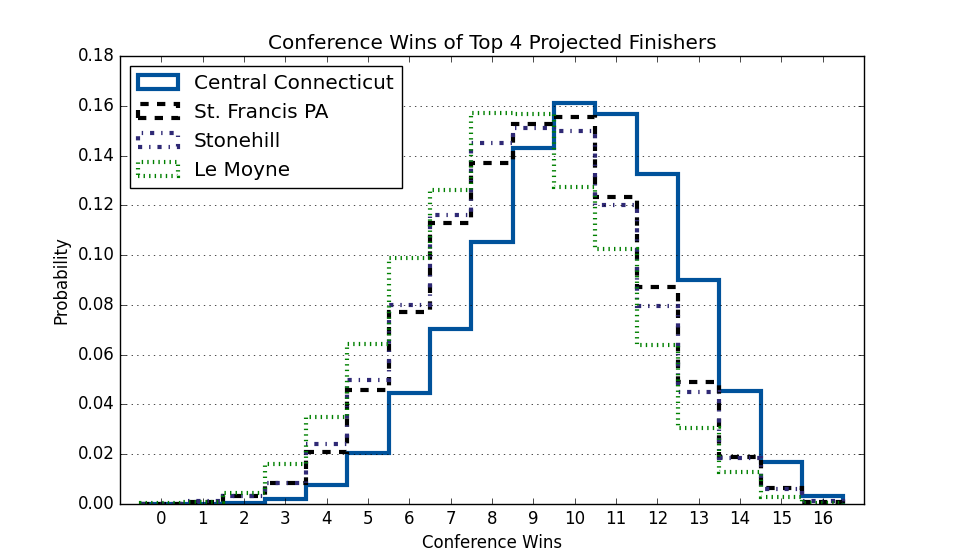 Conference Wins of Top 4 Projected Finishers
0.18
0.16
0.14
0.12
0.10
0.08
0.06
0.04
0.02
0.00
Probability
Central Connecticut
St. Francis PA
Stonehill
Le Moyne
0 1 2 3 4 5 6 7 8 9 10 11 12 13 14 15 16
Conference Wins